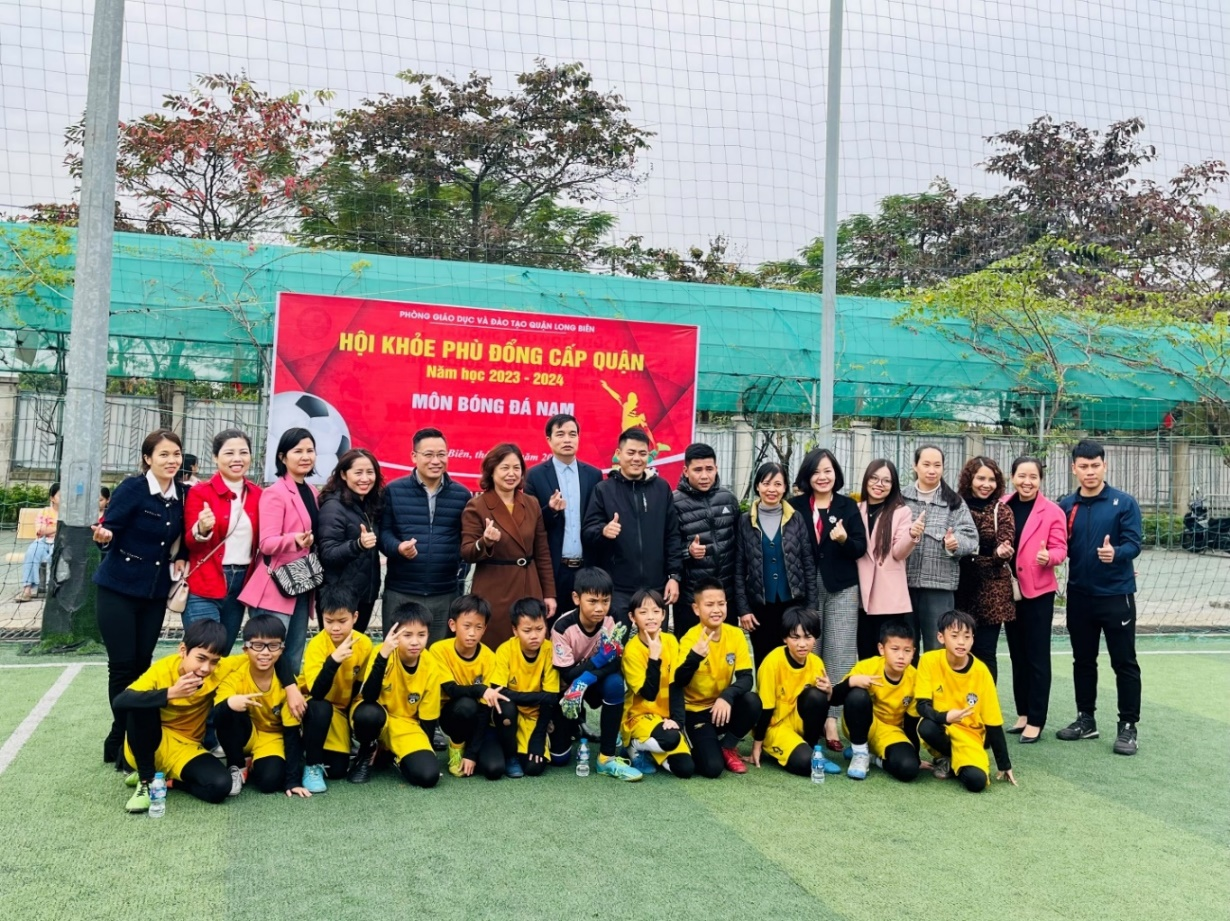 PHÒNG GIÁO DỤC VÀ ĐÀO TẠO QUẬN LONG BIÊN
HỘI KHỎE PHÙ ĐỔNG CẤP QUẬN
Năm học 2023 - 2024
MÔN BÓNG ĐÁ NAM
Biên,